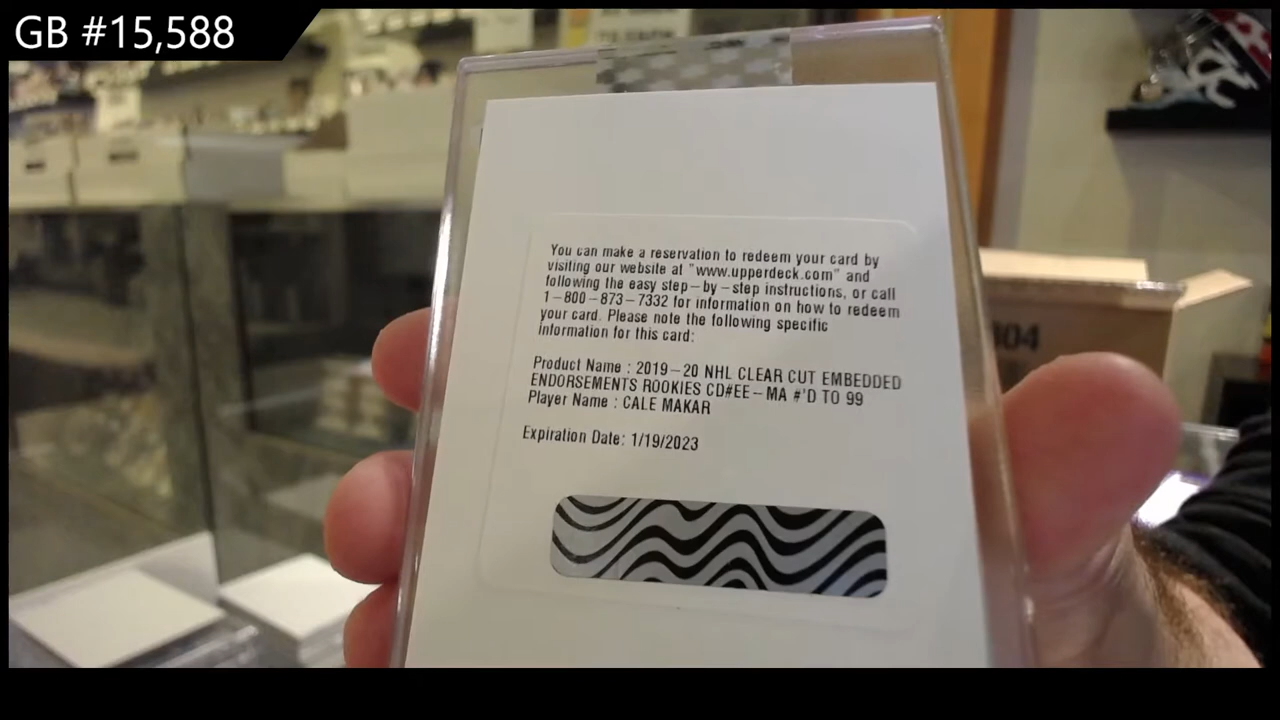 GB #15,588
You can make a reservation to redeem your card by
visiting our website at "www.upperdeck.com" and
following the easy step-by-step instructions, or call
1-800-873-7332 for information on how to redeem
your card. Please note the following specific
information for this card:
Product Name : 2019-20 NHL CLEAR CUT EMBEDDED
ENDORSEMENTS ROOKIES CD#EE-MA #'D TO 99
Player Name : CALE MAKAR
Expiration Date: 1/19/2023
304